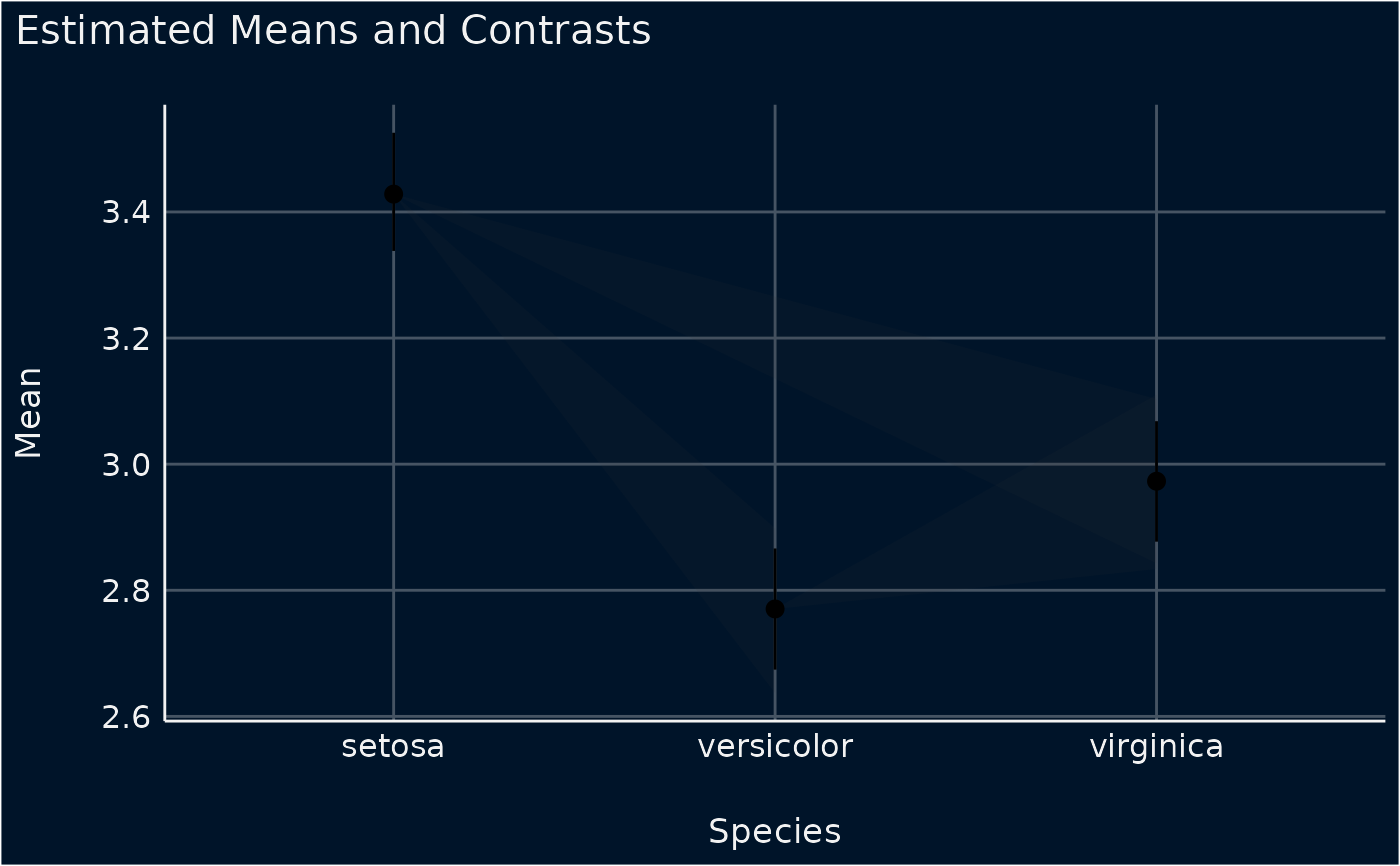 Estimated Means and Contrasts
Mean
3.4
3.2
3.0
2.8
2.6
setosa versicolor virginica
Species